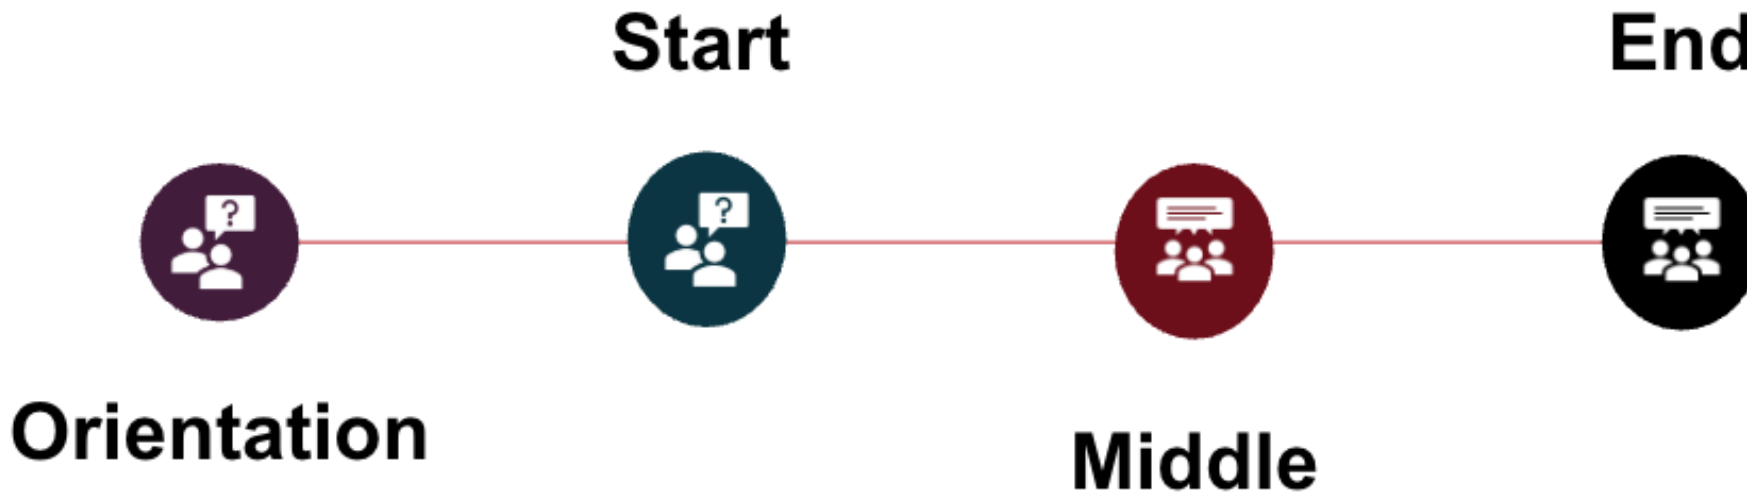 Start
End
?
?
Orientation
Middle